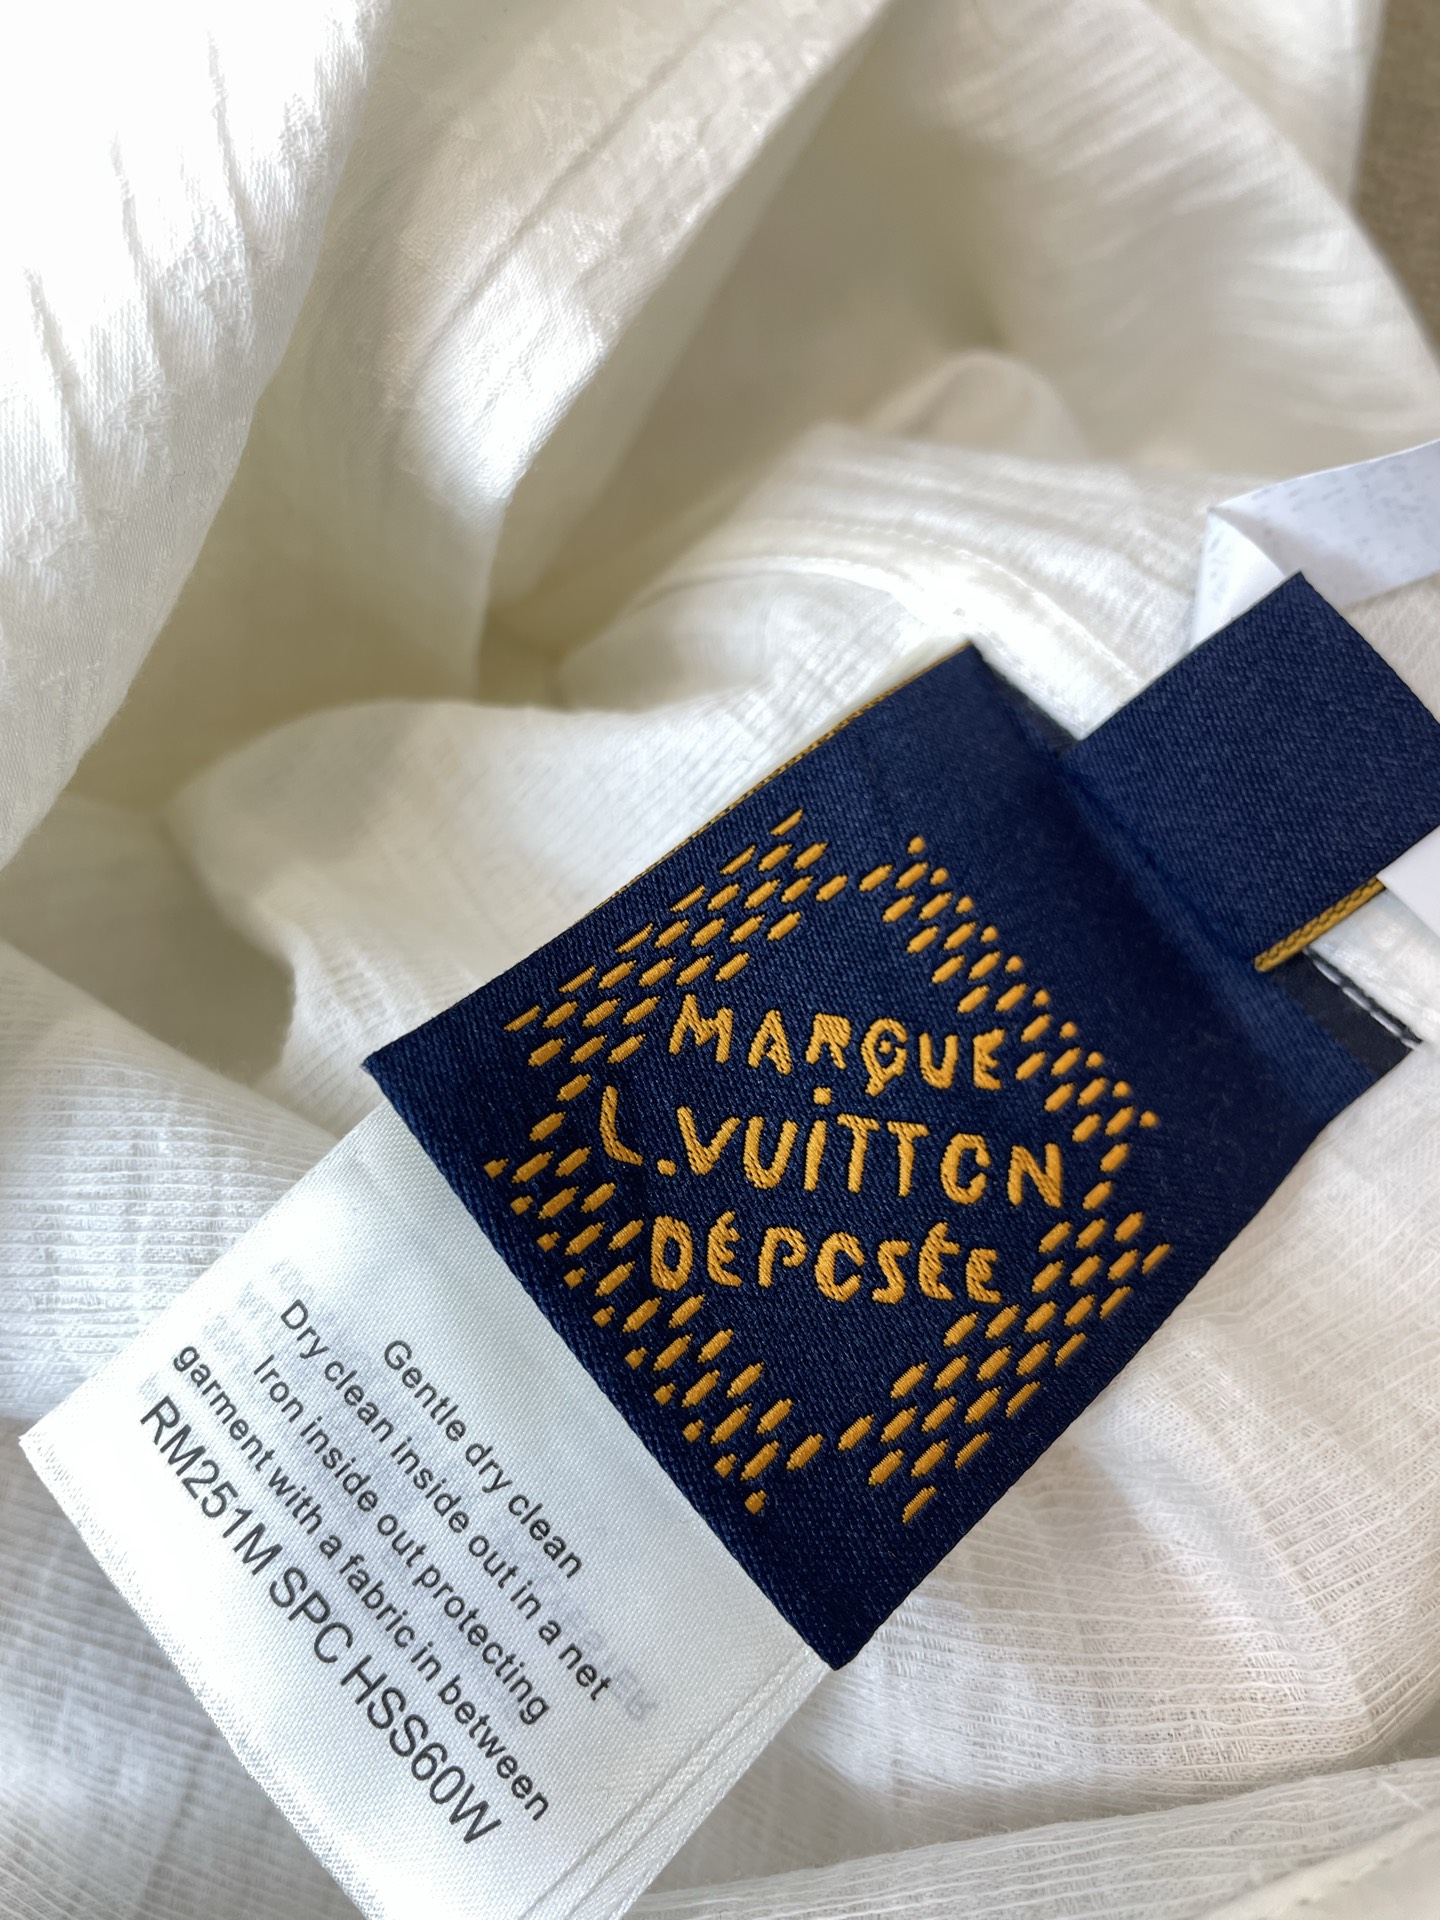 MARQUE
L.VUITTON
DÉPOSÉE
Gentle dry clean
Dry clean inside out in a net
Iron inside out protecting
garment with a fabric in between
RM251M SPC HSS60W